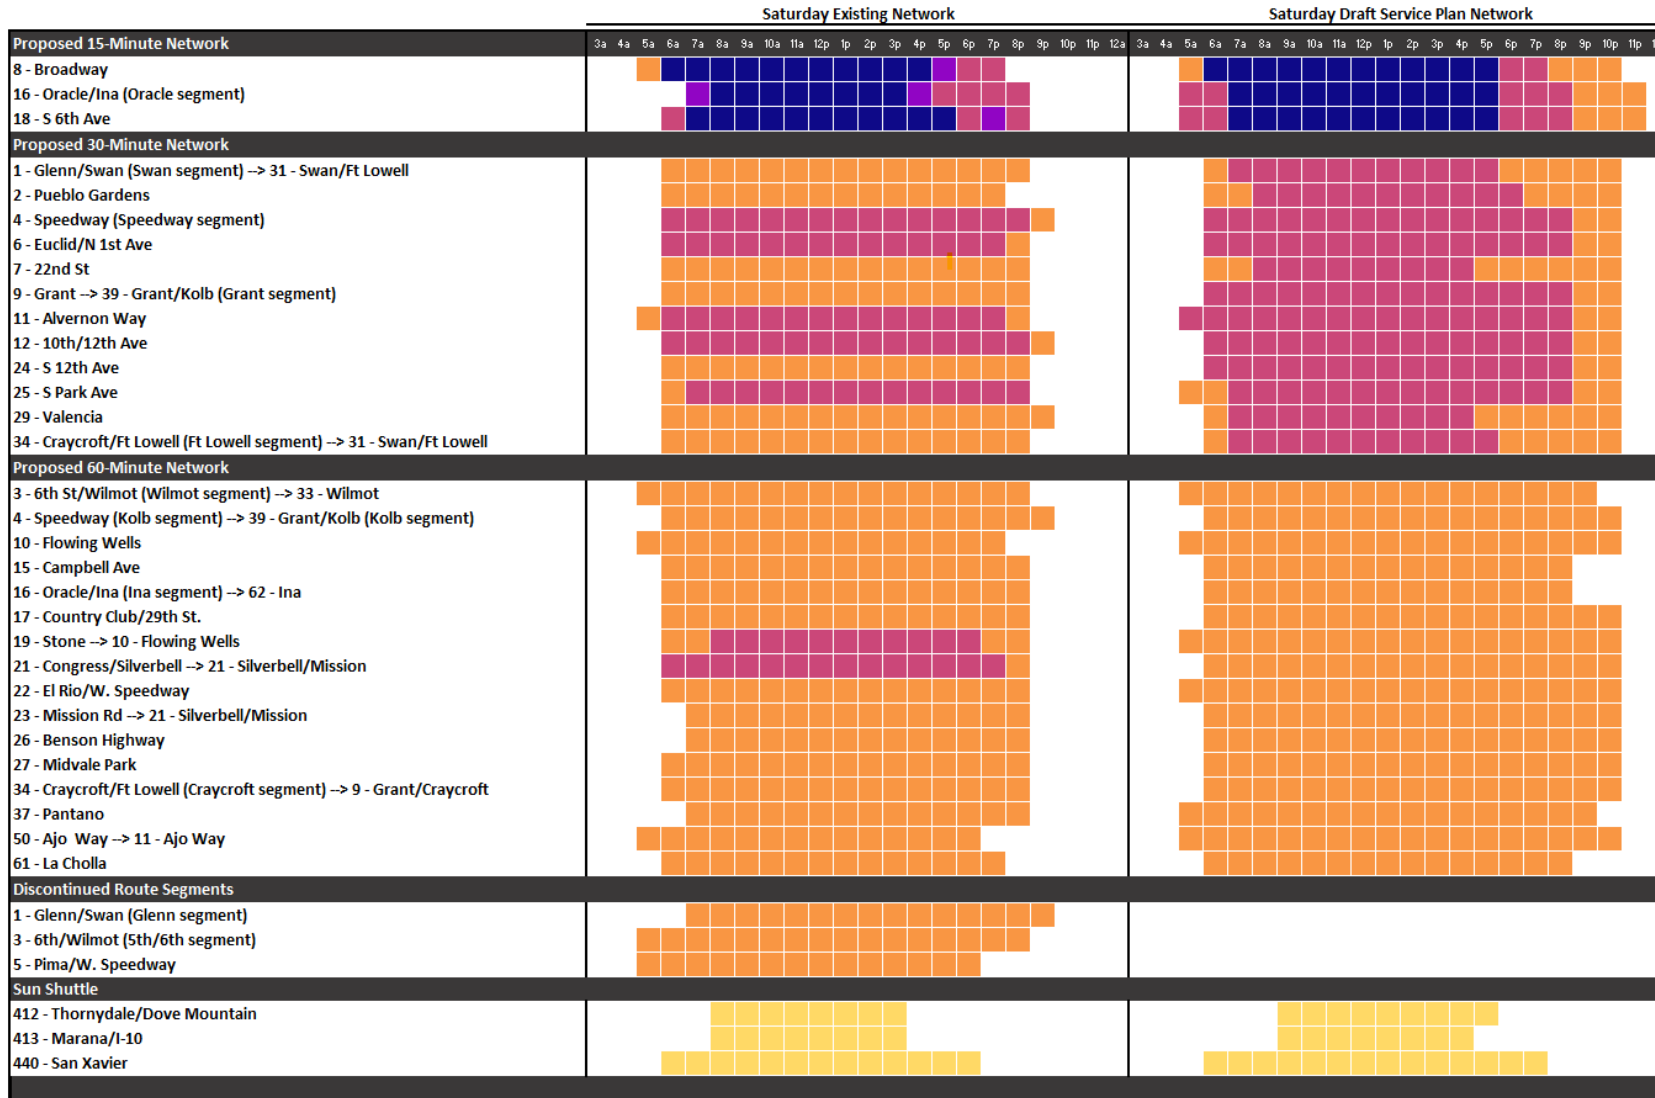 Saturday Existing Network Saturday Draft Service Plan Network
Proposed 15-Minute Network 3a 4a 5a 6a 7a 8a 9a 10a 11a 12p 1p 2p 3p 4p 5p 6p 7p 8p 9p 10p 11p 12a 3a 4a 5a 6a 7a 8a 9a 10a 11a 12p 1p 2p 3p 4p 5p 6p 7p 8p 9p 10p 11p
8 - Broadway
16 - Oracle/Ina (Oracle segment)
18 - S 6th Ave
Proposed 30-Minute Network
1 - Glenn/Swan (Swan segment) --> 31 - Swan/Ft Lowell
2 - Pueblo Gardens
4 - Speedway (Speedway segment)
6 - Euclid/N 1st Ave
7 - 22nd St
9 - Grant --> 39 - Grant/Kolb (Grant segment)
11 - Alvernon Way
12 - 10th/12th Ave
24 - S 12th Ave
25 - S Park Ave
29 - Valencia
34 - Craycroft/Ft Lowell (Ft Lowell segment) --> 31 - Swan/Ft Lowell
Proposed 60-Minute Network
3 - 6th St/Wilmot (Wilmot segment) --> 33 - Wilmot
4 - Speedway (Kolb segment) --> 39 - Grant/Kolb (Kolb segment)
10 - Flowing Wells
15 - Campbell Ave
16 - Oracle/Ina (Ina segment) --> 62 - Ina
17 - Country Club/29th St.
19 - Stone --> 10 - Flowing Wells
21 - Congress/Silverbell --> 21 - Silverbell/Mission
22 - El Rio/W. Speedway
23 - Mission Rd --> 21 - Silverbell/Mission
26 - Benson Highway
27 - Midvale Park
34 - Craycroft/Ft Lowell (Craycroft segment) --> 9 - Grant/Craycroft
37 - Pantano
50 - Ajo  Way --> 11 - Ajo Way
61 - La Cholla
Discontinued Route Segments
1 - Glenn/Swan (Glenn segment)
3 - 6th/Wilmot (5th/6th segment)
5 - Pima/W. Speedway
Sun Shuttle
412 - Thornydale/Dove Mountain
413 - Marana/I-10
440 - San Xavier